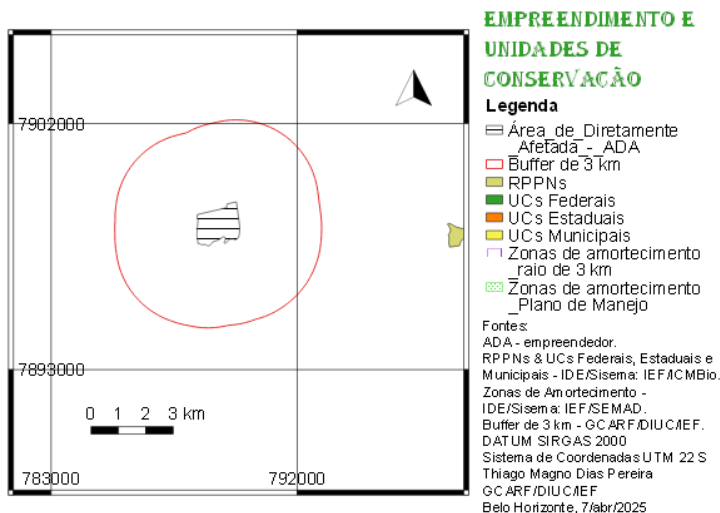 EMPREENDIMENTO E
UNIDADES DE
CONSERVAÇÃO
Legenda
Área_de_Diretamente
_Afetada_-_ADA
Buffer de 3 km
RPPNs
UCs Federais
UCs Estaduais
UCs Municipais
Zonas de amortecimento
_raio de 3 km
Zonas de amortecimento
_Plano de Manejo
Fontes:
ADA - empreendedor.
RPPNs & UCs Federais, Estaduais e
Municipais - IDE/Sisema: IEF/ICMBio.
Zonas de Amortecimento -
IDE/Sisema: IEF/SEMAD.
Buffer de 3 km - GCARF/DIUC/IEF.
DATUM SIRGAS 2000
Sistema de Coordenadas UTM 22 S
Thiago Magno Dias Pereira
GCARF/DIUC/IEF
Belo Horizonte, 7/abr/2025
7902000
7893000
0 1 2 3 km
783000
792000